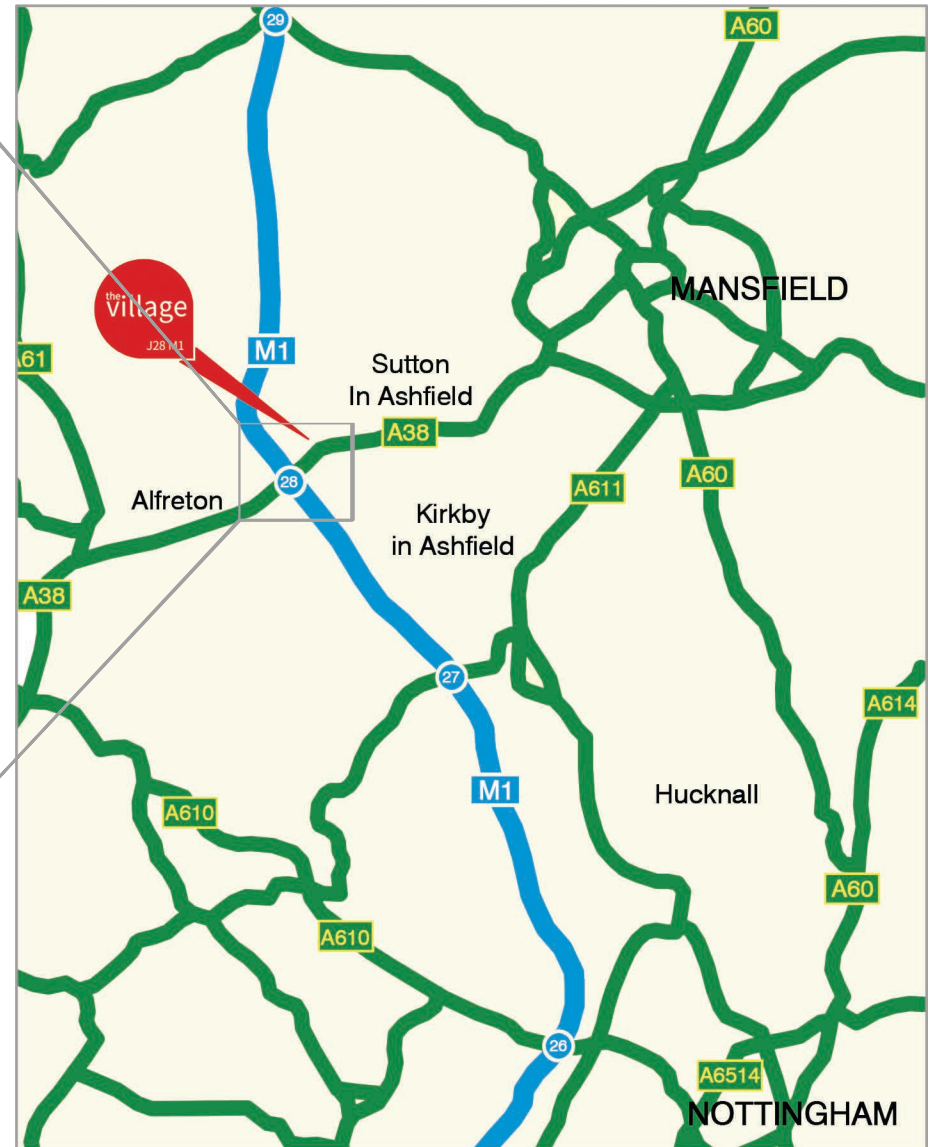 29
A60
the
village
J28 M1
MANSFIELD
M1
A61
Sutton
In Ashfield
A38
28
A611
A60
Alfreton
Kirkby
in Ashfield
A38
27
A614
M1
Hucknall
A610
A60
A610
26
A6514
NOTTINGHAM